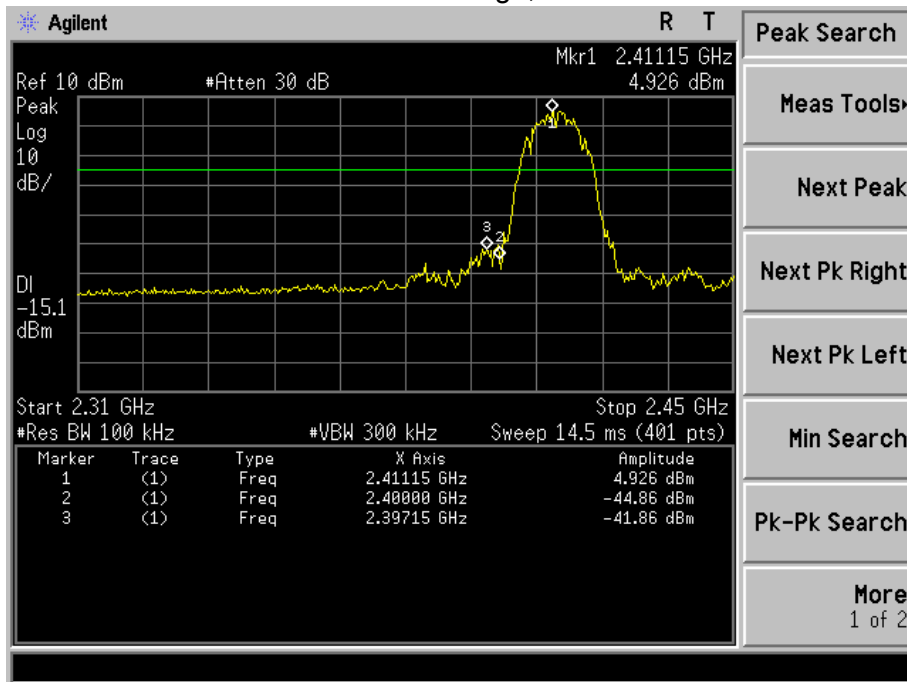 Agilent R T
Mkr1 2.41115 GHz
Ref 10 dBm #Atten 30 dB 4.926 dBm
Peak
Log
10
dB/
1
3
2
DI
-15.1
dBm
Start 2.31 GHz Stop 2.45 GHz
#Res BW 100 kHz #VBW 300 kHz Sweep 14.5 ms (401 pts)
Marker Trace Type X Axis Amplitude
1 (1) Freq 2.41115 GHz 4.926 dBm
2 (1) Freq 2.40000 GHz -44.86 dBm
3 (1) Freq 2.39715 GHz -41.86 dBm
Peak Search
Meas Tools
Next Peak
Next Pk Right
Next Pk Left
Min Search
Pk-Pk Search
More
1 of 2